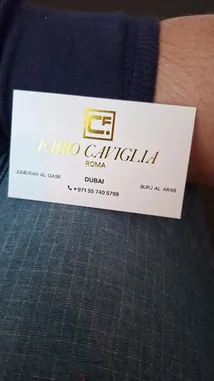 CF
FABIO CAVIGLIA
ROMA
JUMEIRAH AL QASR
DUBAI
BURJ AL ARAB
+971 55 740 5799